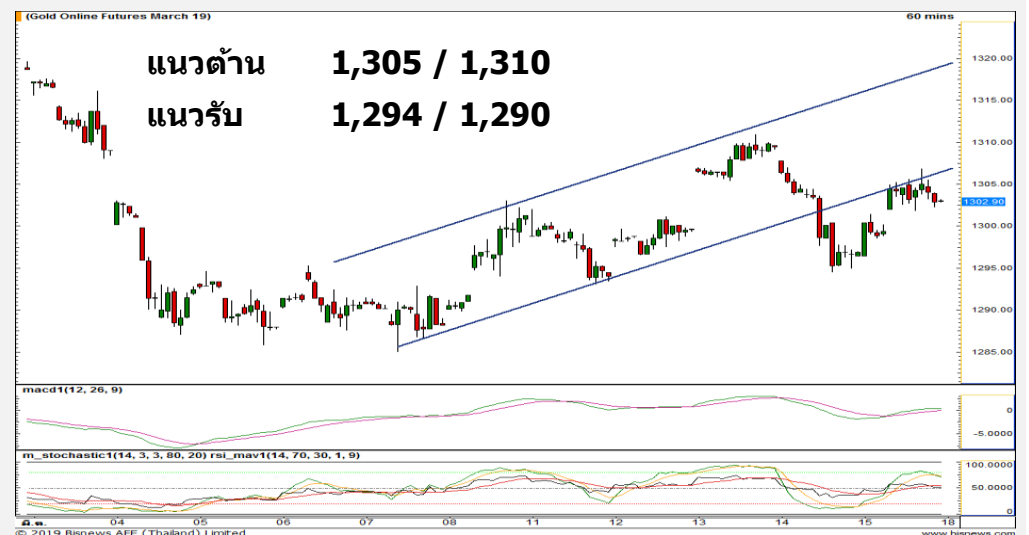 (Gold Online Futures March 19) 60 mins
แนวต้าน 1,305 / 1,310
แนวรับ 1,294 / 1,290
1320.00
1315.00
1310.00
1305.00
1302.90
1300.00
1295.00
1290.00
1285.00
macd1(12, 26, 9)
0
-5.0000
m_stochastic1(14, 3, 3, 80, 20) rsi_mav1(14, 70, 30, 1, 9)
100.0000
50.0000
0
มี.ค. 04 05 06 07 08 11 12 13 14 15 18
© 2019 Bisnews AFE (Thailand) Limited www.bisnews.com